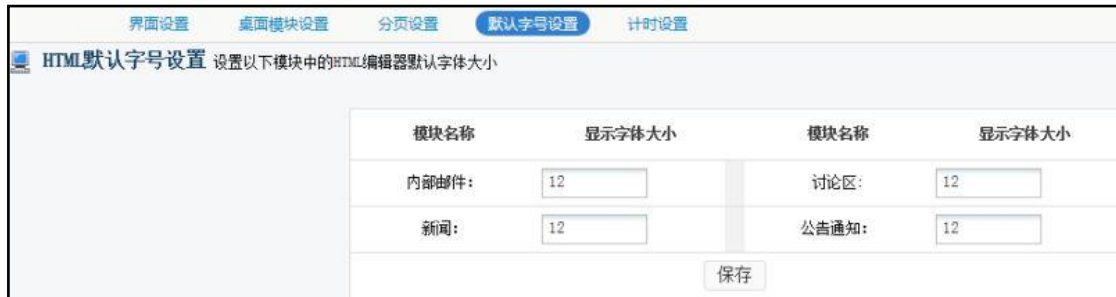 界面设置 桌面模块设置 分页设置 默认字号设置 计时设置
HTML默认字号设置 设置以下模块中的HTML编辑器默认字体大小
模块名称 显示字体大小 模块名称 显示字体大小
内部邮件： 12 讨论区: 12
新闻： 12 公告通知： 12
保存